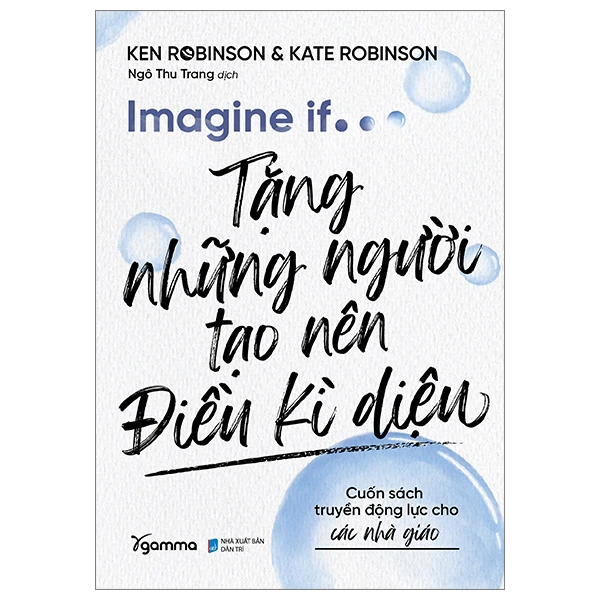 KEN ROBINSON & KATE ROBINSON
Ngô Thu Trang dịch
Imagine if...
Tặng
những người
tạo nên
Điều kì diệu
Cuốn sách
truyền động lực cho
các nhà giáo
gamma
NHÀ XUẤT BẢN
DÂN TRÍ